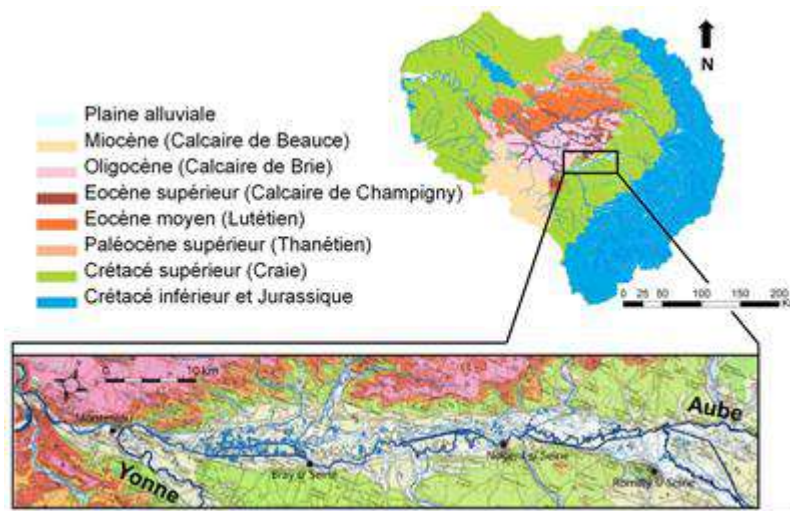 N
Plaine alluviale
Miocène (Calcaire de Beauce)
Oligocène (Calcaire de Brie)
Eocène supérieur (Calcaire de Champigny)
Eocène moyen (Lutétien)
Paléocène supérieur (Thanétien)
Crétacé supérieur (Craie)
Crétacé inférieur et Jurassique
0 25 50 100 150 200
0 10 km
Aube
Montereau
Nogent s/ Seine
Bray s/ Seine
Romilly s/ Seine
Yonne